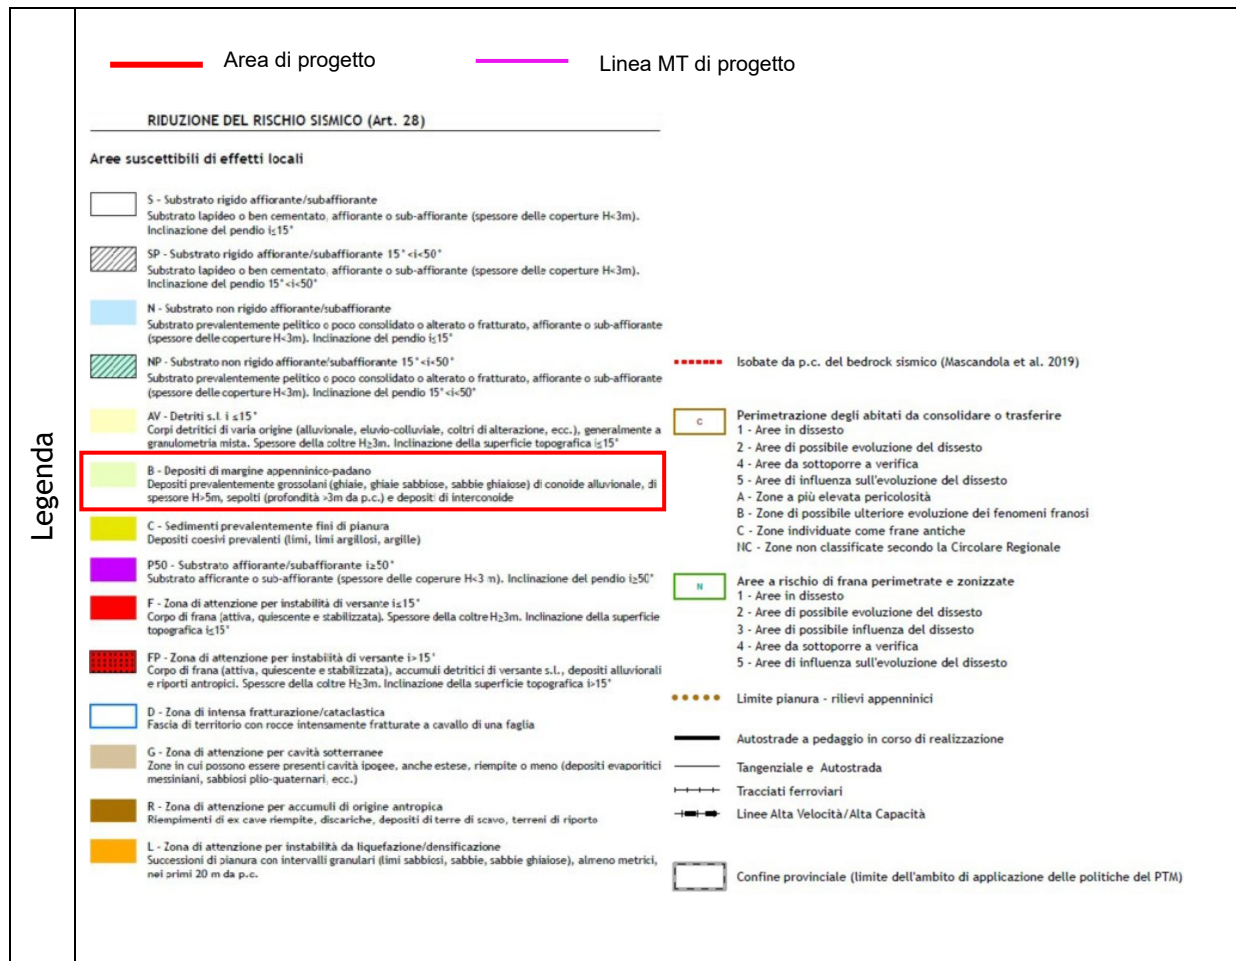 Legenda
Area di progetto
Linea MT di progetto
RIDUZIONE DEL RISCHIO SISMICO (Art. 28)
Aree suscettibili di effetti locali
S - Substrato rigido affiorante/subaffiorante
Substrato lapideo o ben cementato, affiorante o sub-affiorante (spessore delle coperture H<3m).
Inclinazione del pendio i≤15°
SP - Substrato rigido affiorante/subaffiorante 15°<i<50°
Substrato lapideo o ben cementato, affiorante o sub-affiorante (spessore delle coperture H<3m).
Inclinazione del pendio 15°<i<50°
N - Substrato non rigido affiorante/subaffiorante
Substrato prevalentemente pelitico o poco consolidato o alterato o fratturato, affiorante o sub-affiorante
(spessore delle coperture H<3m). Inclinazione del pendio i≤15°
NP - Substrato non rigido affiorante/subaffiorante 15°<i<50°
Substrato prevalentemente pelitico o poco consolidato o alterato o fratturato, affiorante o sub-affiorante
(spessore delle coperture H<3m). Inclinazione del pendio 15°<i<50°
AV - Detriti s.l. i ≤15°
Corpi detritici di varia origine (alluvionale, eluvio-colluviale, coltri di alterazione, ecc.), generalmente a
granulometria mista. Spessore della coltre H≥3m. Inclinazione della superficie topografica i≤15°
B - Depositi di margine appenninico-padano
Depositi prevalentemente grossolani (ghiaie, ghiaie sabbiose, sabbie ghiaiose) di conoide alluvionale, di
spessore H>5m, sepolti (profondità >3m da p.c.) e depositi di interconoide
C - Sedimenti prevalentemente fini di pianura
Depositi coesivi prevalenti (limi, limi argillosi, argille)
P50 - Substrato affiorante/subaffiorante i≥50°
Substrato affiorante o sub-affiorante (spessore delle coperure H<3 m). Inclinazione del pendio i≥50°
F - Zona di attenzione per instabilità di versante i≤15°
Corpo di frana (attiva, quiescente e stabilizzata). Spessore della coltre H≥3m. Inclinazione della superficie
topografica i≤15°
FP - Zona di attenzione per instabilità di versante i>15°
Corpo di frana (attiva, quiescente e stabilizzata), accumuli detritici di versante s.l., depositi alluvionali
e riporti antropici. Spessore della coltre H≥3m. Inclinazione della superficie topografica i>15°
D - Zona di intensa fratturazione/cataclastica
Fascia di territorio con rocce intensamente fratturate a cavallo di una faglia
G - Zona di attenzione per cavità sotterranee
Zone in cui possono essere presenti cavità ipogee, anche estese, riempite o meno (depositi evaporitici
messiniani, sabbiosi plio-quaternari, ecc.)
R - Zona di attenzione per accumuli di origine antropica
Riempimenti di ex cave riempite, discariche, depositi di terre di scavo, terreni di riporto
L - Zona di attenzione per instabilità da liquefazione/densificazione
Successioni di pianura con intervalli granulari (limi sabbiosi, sabbie, sabbie ghiaiose), almeno metrici,
nei primi 20 m da p.c.
Isobate da p.c. del bedrock sismico (Mascandola et al. 2019)
C
Perimetrazione degli abitati da consolidare o trasferire
1 - Aree in dissesto
2 - Aree di possibile evoluzione del dissesto
4 - Aree da sottoporre a verifica
5 - Aree di influenza sull'evoluzione del dissesto
A - Zone a più elevata pericolosità
B - Zone di possibile ulteriore evoluzione dei fenomeni franosi
C - Zone individuate come frane antiche
NC - Zone non classificate secondo la Circolare Regionale
N
Aree a rischio di frana perimetrate e zonizzate
1 - Aree in dissesto
2 - Aree di possibile evoluzione del dissesto
3 - Aree di possibile influenza del dissesto
4 - Aree da sottoporre a verifica
5 - Aree di influenza sull'evoluzione del dissesto
Limite pianura - rilievi appenninici
Autostrade a pedaggio in corso di realizzazione
Tangenziale e Autostrada
Tracciati ferroviari
Linee Alta Velocità/Alta Capacità
Confine provinciale (limite dell'ambito di applicazione delle politiche del PTM)